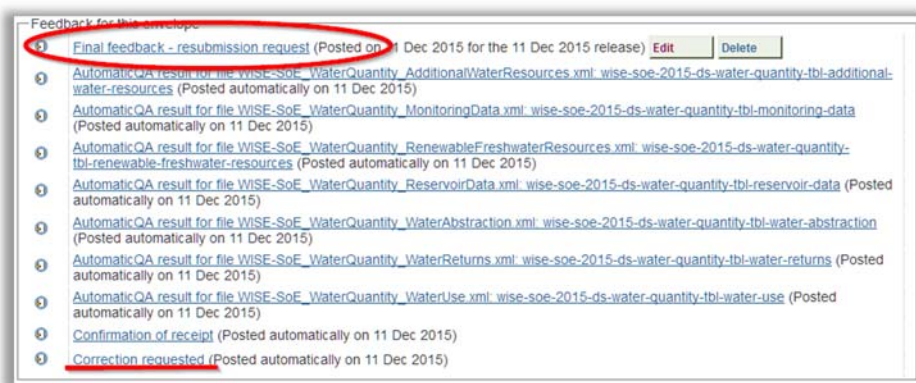 Feedback for this envelope
Final feedback - resubmission request (Posted on 11 Dec 2015 for the 11 Dec 2015 release) Edit Delete
AutomaticQA result for file WISE-SoE_WaterQuantity_AdditionalWaterResources.xml: wise-soe-2015-ds-water-quantity-tbl-additional-
water-resources (Posted automatically on 11 Dec 2015)
AutomaticQA result for file WISE-SoE_WaterQuantity_MonitoringData.xml: wise-soe-2015-ds-water-quantity-tbl-monitoring-data
(Posted automatically on 11 Dec 2015)
AutomaticQA result for file WISE-SoE_WaterQuantity_RenewableFreshwaterResources.xml: wise-soe-2015-ds-water-quantity-
tbl-renewable-freshwater-resources (Posted automatically on 11 Dec 2015)
AutomaticQA result for file WISE-SoE_WaterQuantity_ReservoirData.xml: wise-soe-2015-ds-water-quantity-tbl-reservoir-data (Posted
automatically on 11 Dec 2015)
AutomaticQA result for file WISE-SoE_WaterQuantity_WaterAbstraction.xml: wise-soe-2015-ds-water-quantity-tbl-water-abstraction
(Posted automatically on 11 Dec 2015)
AutomaticQA result for file WISE-SoE_WaterQuantity_WaterReturns.xml: wise-soe-2015-ds-water-quantity-tbl-water-returns (Posted
automatically on 11 Dec 2015)
AutomaticQA result for file WISE-SoE_WaterQuantity_WaterUse.xml: wise-soe-2015-ds-water-quantity-tbl-water-use (Posted
automatically on 11 Dec 2015)
Confirmation of receipt (Posted automatically on 11 Dec 2015)
Correction requested (Posted automatically on 11 Dec 2015)